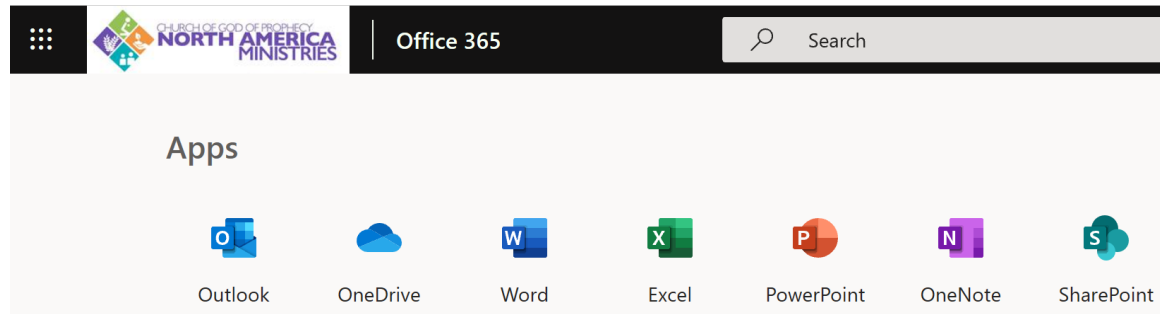 CHURCH OF GOD OF PROPHECY
NORTH AMERICA
MINISTRIES
Office 365
Search
Apps
O
W
X
P
N
S
Outlook
OneDrive
Word
Excel
PowerPoint
OneNote
SharePoint